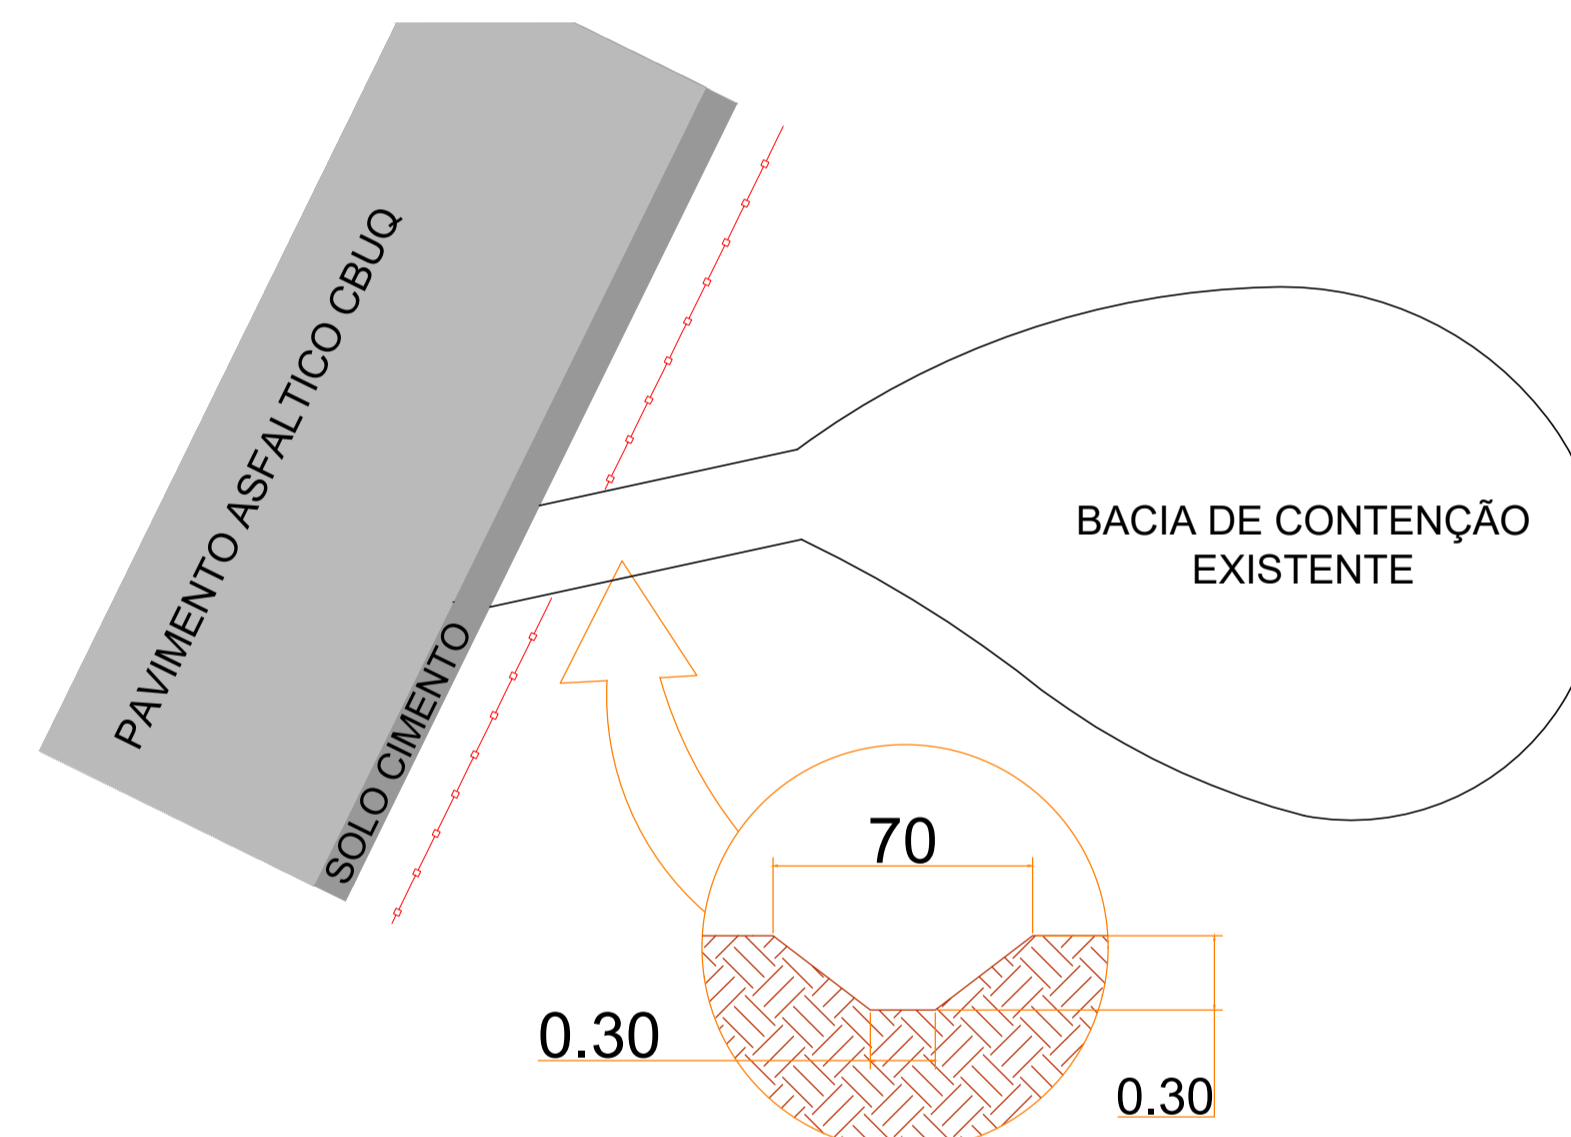 PAVIMENTO ASFALTICO CBUQ
SOLO CIMENTO
BACIA DE CONTENÇÃO
EXISTENTE
70
0.30
0.30